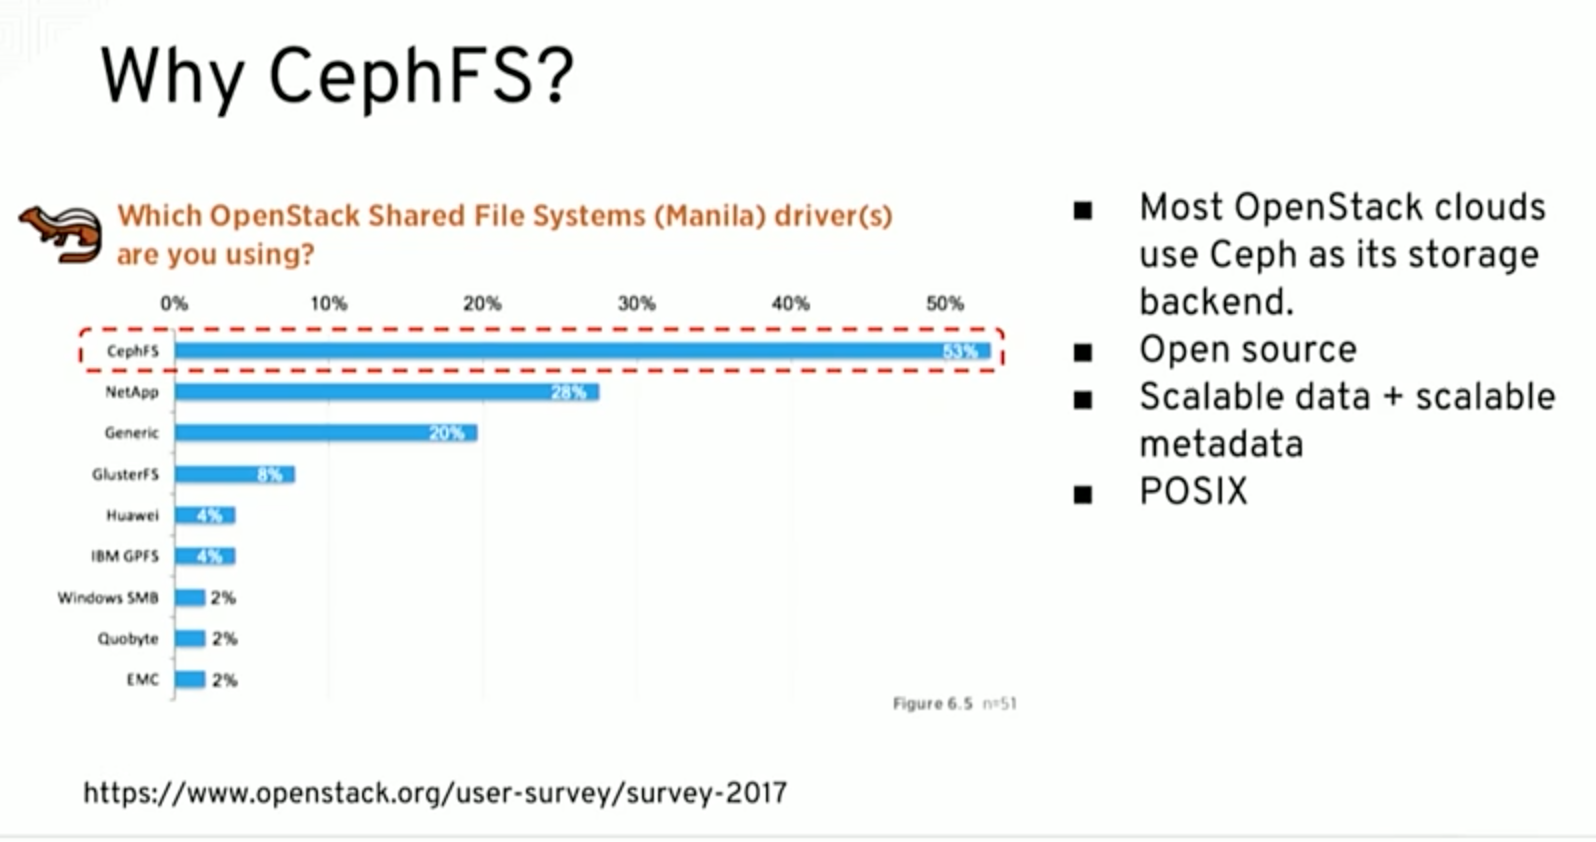 Why CephFS?
Which OpenStack Shared File Systems (Manila) driver(s)
are you using?
0% 10% 20% 30% 40% 50%
CephFS 53%
NetApp 28%
Generic 20%
GlusterFS 8%
Huawei 4%
IBM GPFS 4%
Windows SMB 2%
Quobyte 2%
EMC 2%
Figure 6.5 n=51
■ Most OpenStack clouds
use Ceph as its storage
backend.
■ Open source
■ Scalable data + scalable
metadata
■ POSIX
https://www.openstack.org/user-survey/survey-2017